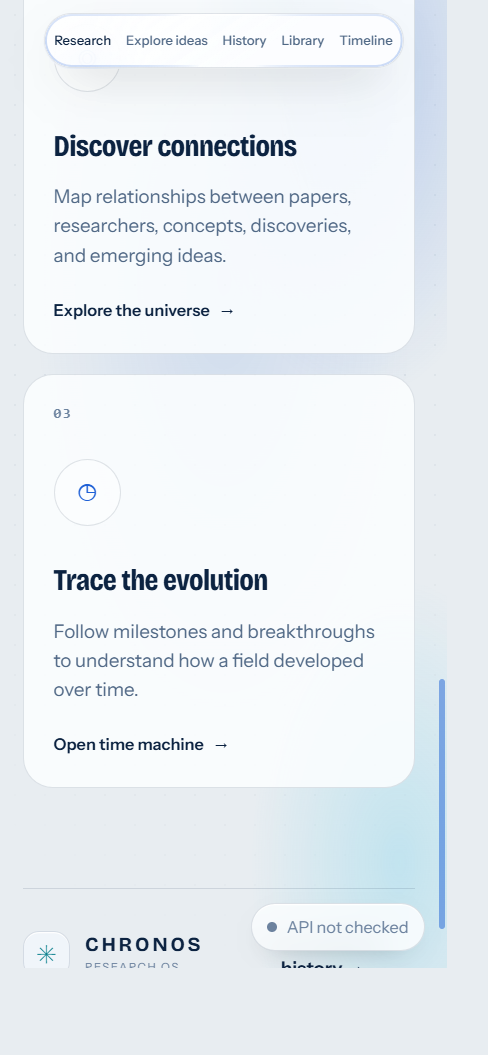 Research Explore ideas History Library Timeline
Discover connections
Map relationships between papers,
researchers, concepts, discoveries,
and emerging ideas.
Explore the universe →
03
Trace the evolution
Follow milestones and breakthroughs
to understand how a field developed
over time.
Open time machine →
API not checked
CHRONOS
RESEARCH OS
history →